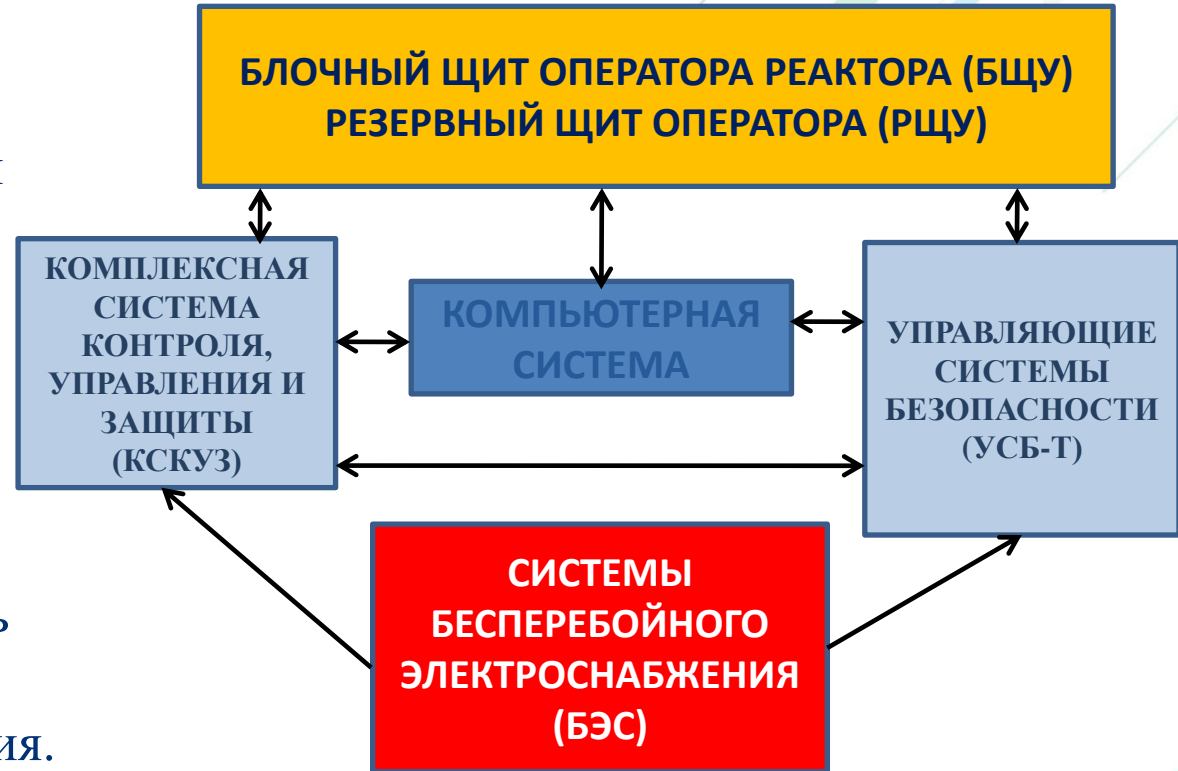 БЛОЧНЫЙ ЩИТ ОПЕРАТОРА РЕАКТОРА (БЩУ)
РЕЗЕРВНЫЙ ЩИТ ОПЕРАТОРА (РЩУ)
КОМПЛЕКСНАЯ
СИСТЕМА
КОНТРОЛЯ,
УПРАВЛЕНИЯ И
ЗАЩИТЫ
(КСКУЗ)
КОМПЬЮТЕРНАЯ
СИСТЕМА
УПРАВЛЯЮЩИЕ
СИСТЕМЫ
БЕЗОПАСНОСТИ
(УСБ-Т)
СИСТЕМЫ
БЕСПЕРЕБОЙНОГО
ЭЛЕКТРОСНАБЖЕНИЯ
(БЭС)